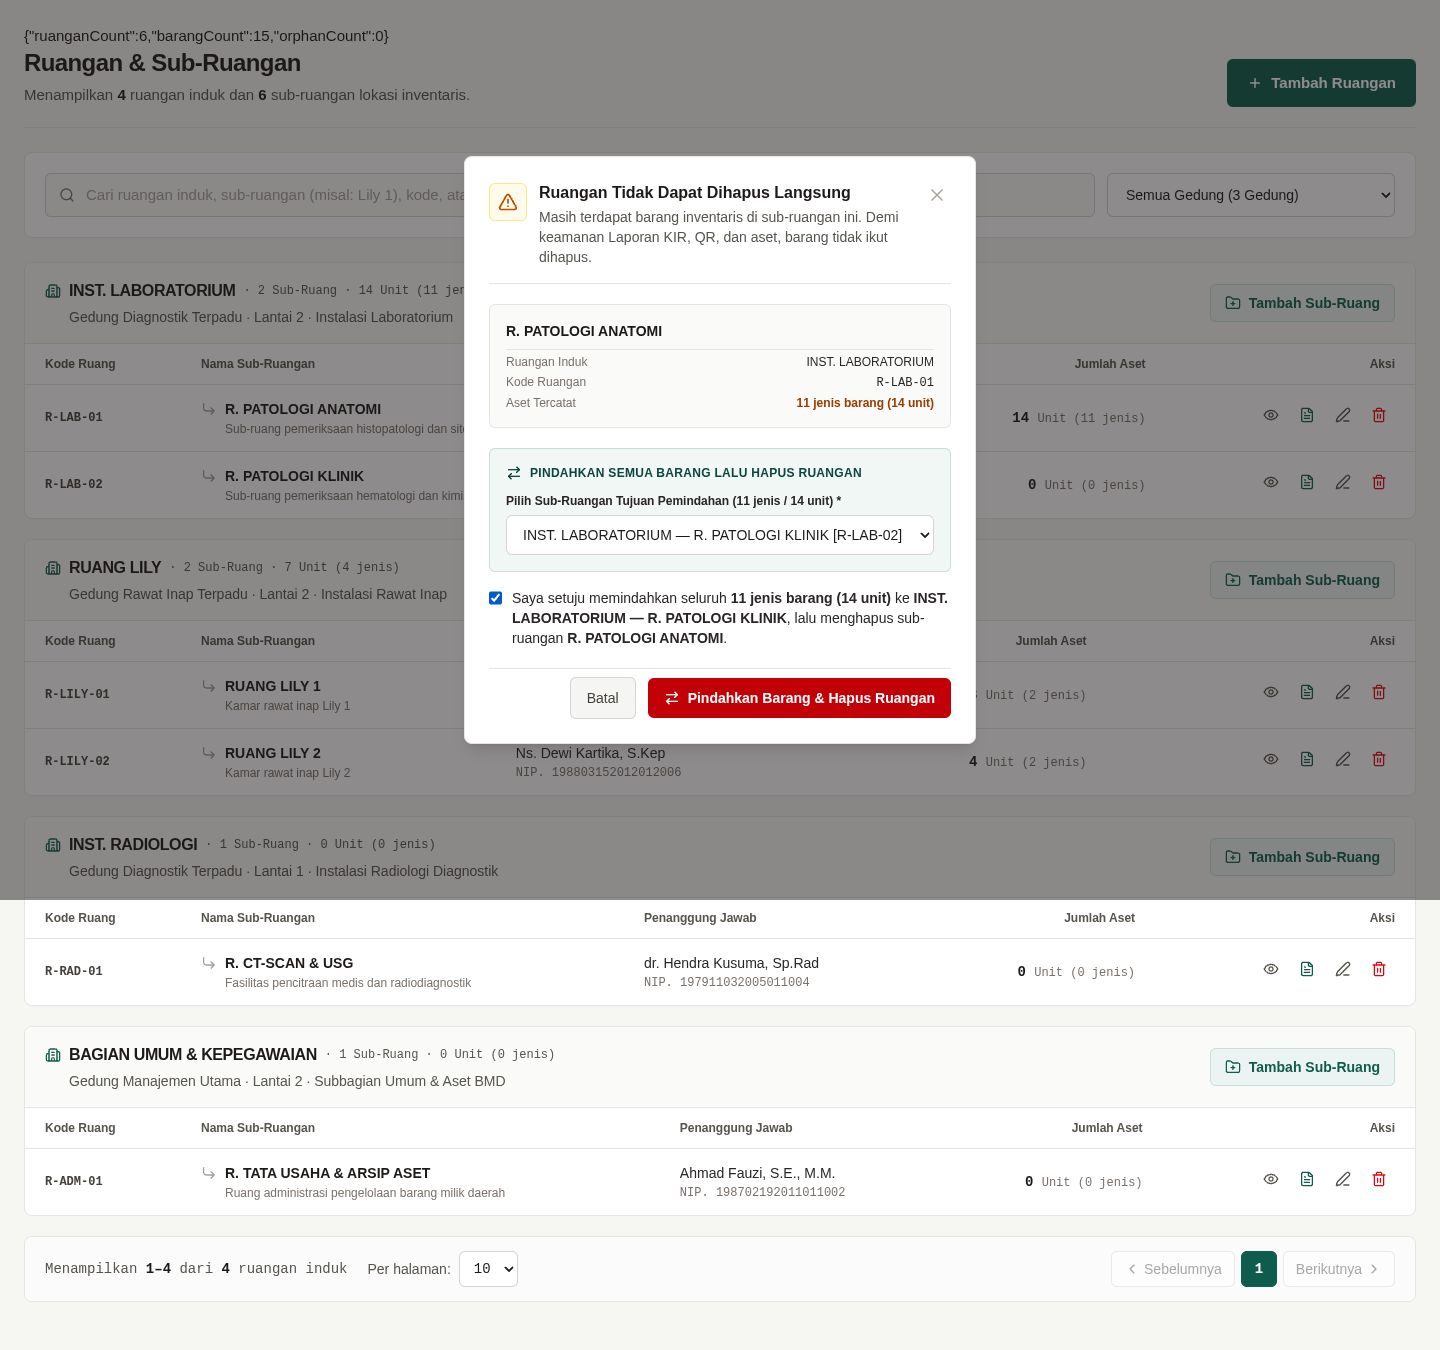 {"ruanganCount":6,"barangCount":15,"orphanCount":0}
Ruangan & Sub-Ruangan
Menampilkan 4 ruangan induk dan 6 sub-ruangan lokasi inventaris.
+ Tambah Ruangan
Cari ruangan induk, sub-ruangan (misal: Lily 1), kode,
Semua Gedung (3 Gedung)
INST. LABORATORIUM · 2 Sub-Ruang · 14 Unit (11
Gedung Diagnostik Terpadu · Lantai 2 · Instalasi Laboratorium
Tambah Sub-Ruang
Kode Ruang Nama Sub-Ruangan Jumlah Aset Aksi
R-LAB-01 R. PATOLOGI ANATOMI 14 Unit (11 jenis)
Sub-ruang pemeriksaan histopatologi dan
R-LAB-02 R. PATOLOGI KLINIK 0 Unit (0 jenis)
Sub-ruang pemeriksaan hematologi dan
RUANG LILY · 2 Sub-Ruang · 7 Unit (4 jenis)
Gedung Rawat Inap Terpadu · Lantai 2 · Instalasi Rawat Inap
Tambah Sub-Ruang
Kode Ruang Nama Sub-Ruangan Jumlah Aset Aksi
R-LILY-01 RUANG LILY 1 Unit (2 jenis)
Kamar rawat inap Lily 1
R-LILY-02 RUANG LILY 2 Ns. Dewi Kartika, S.Kep 4 Unit (2 jenis)
Kamar rawat inap Lily 2 NIP. 198803152012012006
INST. RADIOLOGI · 1 Sub-Ruang · 0 Unit (0 jenis)
Gedung Diagnostik Terpadu · Lantai 1 · Instalasi Radiologi Diagnostik
Tambah Sub-Ruang
Kode Ruang Nama Sub-Ruangan Penanggung Jawab Jumlah Aset Aksi
R-RAD-01 R. CT-SCAN & USG dr. Hendra Kusuma, Sp.Rad 0 Unit (0 jenis)
Fasilitas pencitraan medis dan radiodiagnostik NIP. 197911032005011004
BAGIAN UMUM & KEPEGAWAIAN · 1 Sub-Ruang · 0 Unit (0 jenis)
Gedung Manajemen Utama · Lantai 2 · Subbagian Umum & Aset BMD
Tambah Sub-Ruang
Kode Ruang Nama Sub-Ruangan Penanggung Jawab Jumlah Aset Aksi
R-ADM-01 R. TATA USAHA & ARSIP ASET Ahmad Fauzi, S.E., M.M. 0 Unit (0 jenis)
Ruang administrasi pengelolaan barang milik daerah NIP. 198702192011011002
Menampilkan 1–4 dari 4 ruangan induk Per halaman: 10
Sebelumnya 1 Berikutnya
Ruangan Tidak Dapat Dihapus Langsung
Masih terdapat barang inventaris di sub-ruangan ini. Demi
keamanan Laporan KIR, QR, dan aset, barang tidak ikut
dihapus.
R. PATOLOGI ANATOMI
Ruangan Induk INST. LABORATORIUM
Kode Ruangan R-LAB-01
Aset Tercatat 11 jenis barang (14 unit)
PINDAHKAN SEMUA BARANG LALU HAPUS RUANGAN
Pilih Sub-Ruangan Tujuan Pemindahan (11 jenis / 14 unit) *
INST. LABORATORIUM — R. PATOLOGI KLINIK [R-LAB-02]
Saya setuju memindahkan seluruh 11 jenis barang (14 unit) ke INST.
LABORATORIUM — R. PATOLOGI KLINIK, lalu menghapus sub-
ruangan R. PATOLOGI ANATOMI.
Batal
Pindahkan Barang & Hapus Ruangan